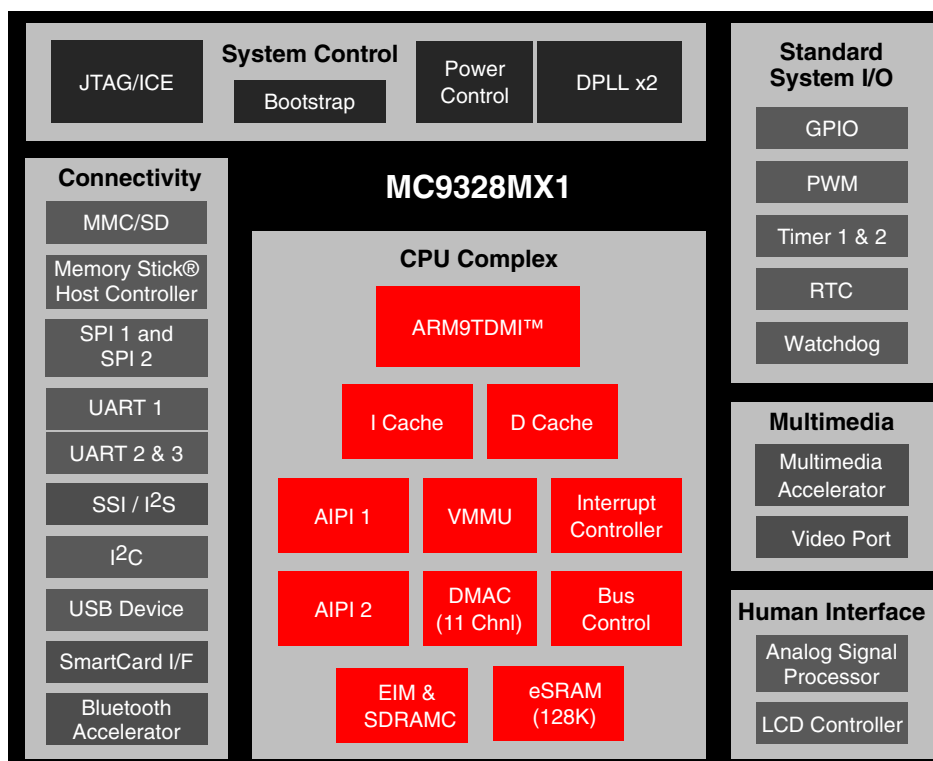 System Control
JTAG/ICE
Bootstrap
Power
Control
DPLL x2
Standard
System I/O
GPIO
PWM
Timer 1 & 2
RTC
Watchdog
Connectivity
MMC/SD
Memory Stick®
Host Controller
SPI 1 and
SPI 2
UART 1
UART 2 & 3
SSI / I2S
I2C
USB Device
SmartCard I/F
Bluetooth
Accelerator
MC9328MX1
CPU Complex
ARM9TDMI™
I Cache
D Cache
AIPI 1
VMMU
Interrupt
Controller
AIPI 2
DMAC
(11 Chnl)
Bus
Control
EIM &
SDRAMC
eSRAM
(128K)
Multimedia
Multimedia
Accelerator
Video Port
Human Interface
Analog Signal
Processor
LCD Controller